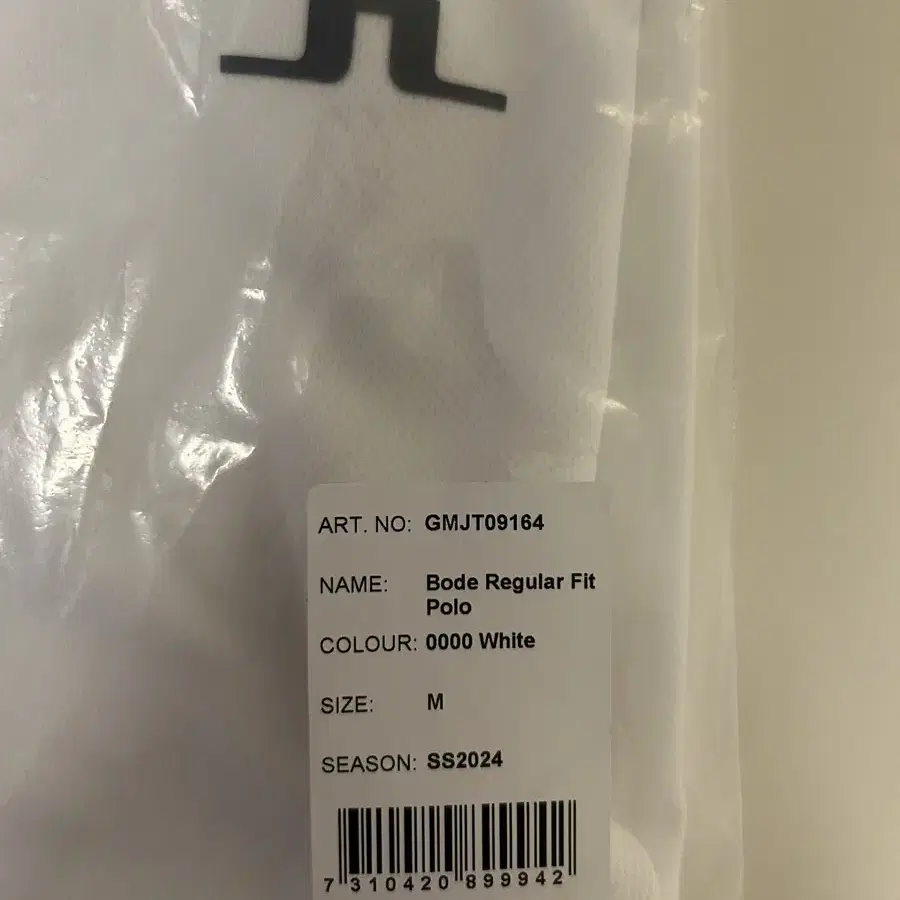 ART. NO: GMJT09164
NAME: Bode Regular Fit
Polo
COLOUR: 0000 White
SIZE: M
SEASON: SS2024
7 310420 899942